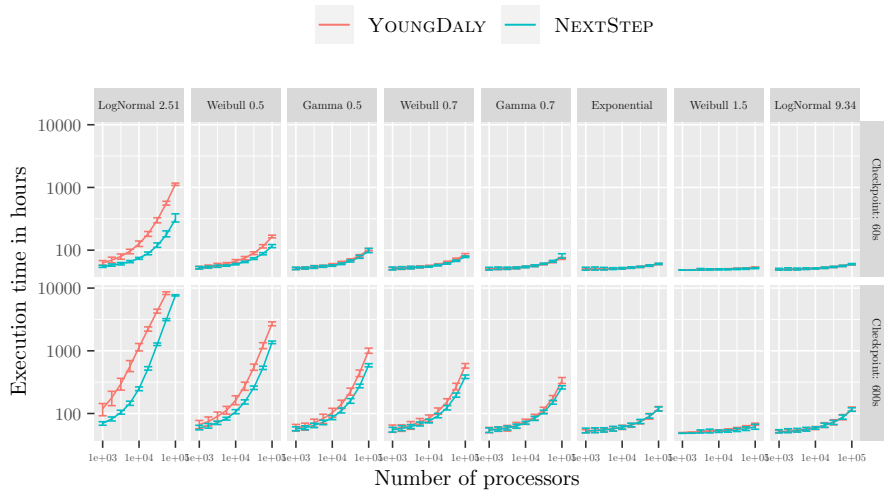 YOUNGDALY NEXTSTEP
LogNormal 2.51 Weibull 0.5 Gamma 0.5 Weibull 0.7 Gamma 0.7 Exponential Weibull 1.5 LogNormal 9.34
Execution time in hours
10000
1000
100
Checkpoint: 60s
10000
1000
100
Checkpoint: 600s
1e+03 1e+04 1e+05 1e+03 1e+04 1e+05 1e+03 1e+04 1e+05 1e+03 1e+04 1e+05 1e+03 1e+04 1e+05 1e+03 1e+04 1e+05 1e+03 1e+04 1e+05 1e+03 1e+04 1e+05
Number of processors